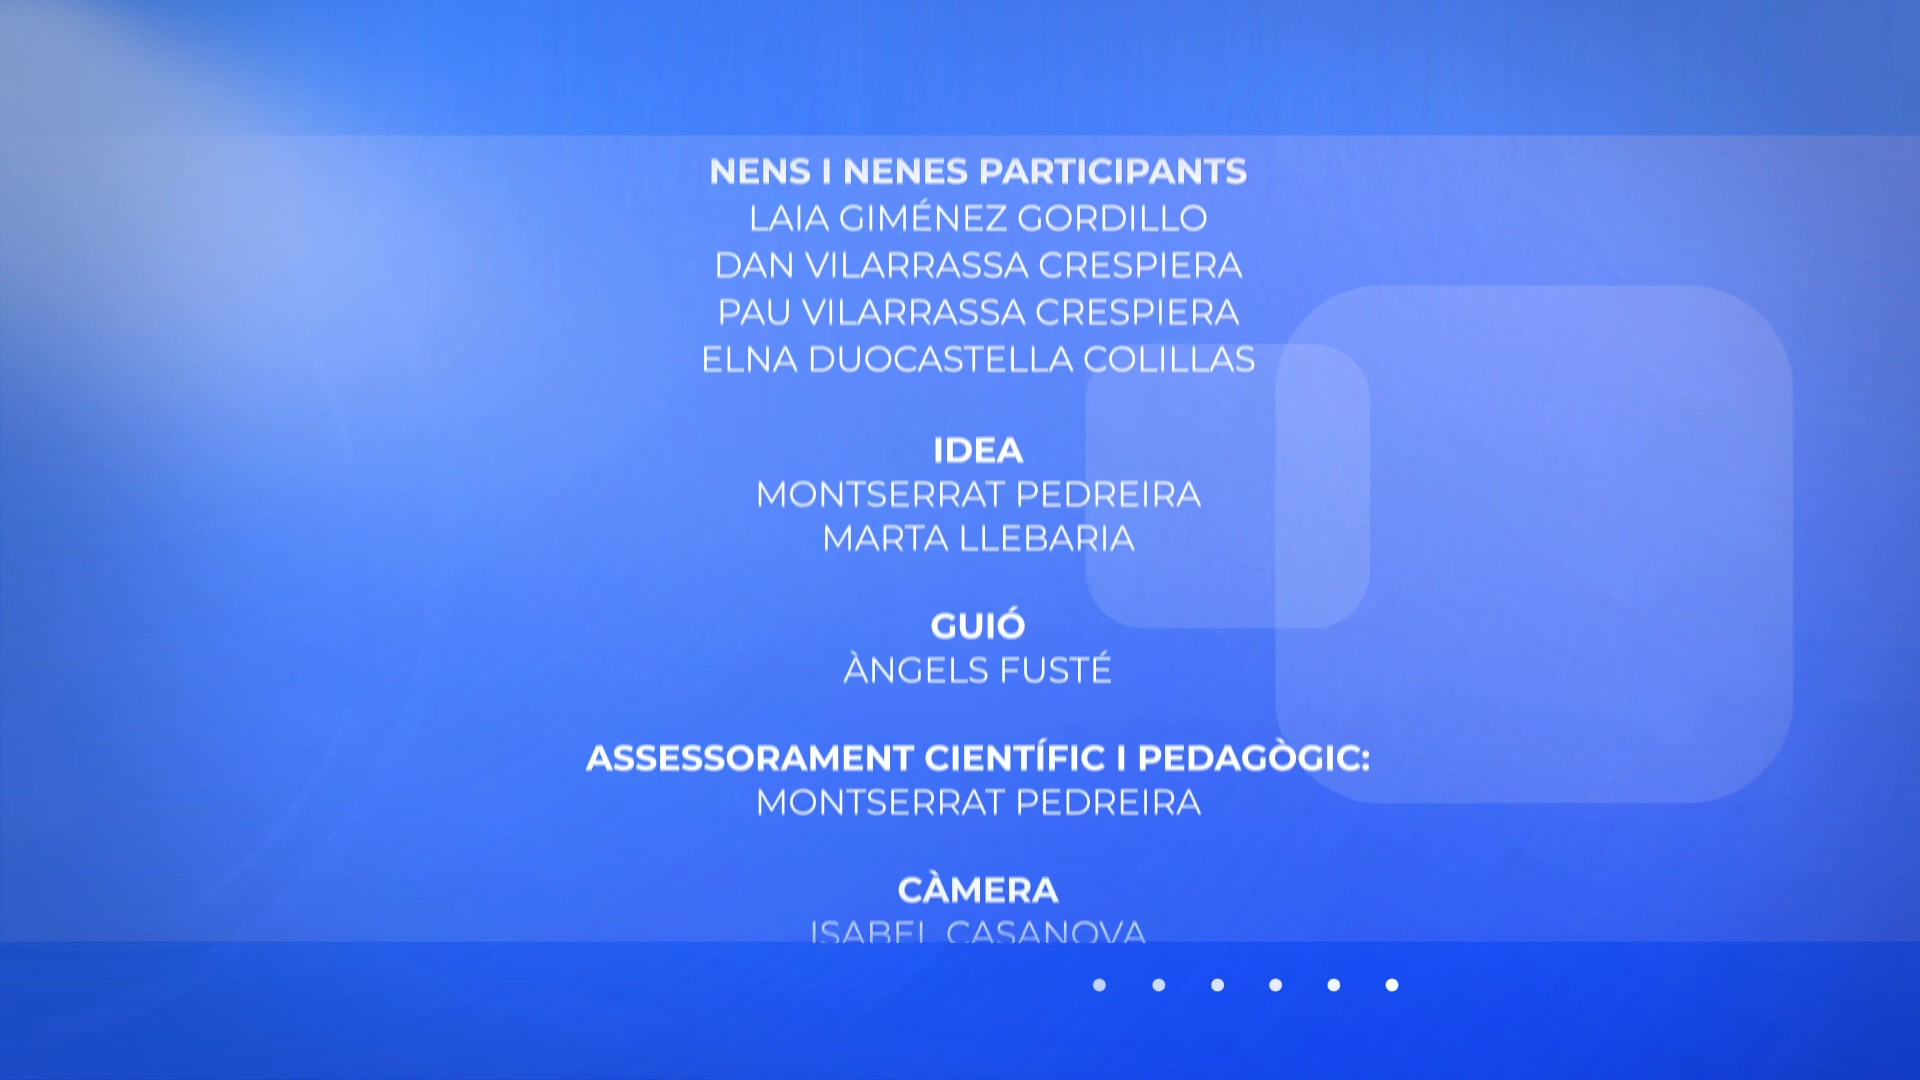 NENS I NENES PARTICIPANTS
LAIA GIMÉNEZ GORDILLO
DAN VILARRASSA CRESPIERA
PAU VILARRASSA CRESPIERA
ELNA DUOCASTELLA COLILLAS
IDEA
MONTSERRAT PEDREIRA
MARTA LLEBARIA
GUIÓ
ÀNGELS FUSTÉ
ASSESSORAMENT CIENTÍFIC I PEDAGÒGIC:
MONTSERRAT PEDREIRA
CÀMERA
ISABEL CASANOVA